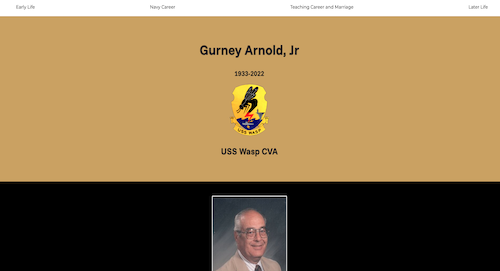 Early Life
Navy Career
Teaching Career and Marriage
Later Life
Gurney Arnold, Jr
1933-2022
USS WASP
USS Wasp CVA